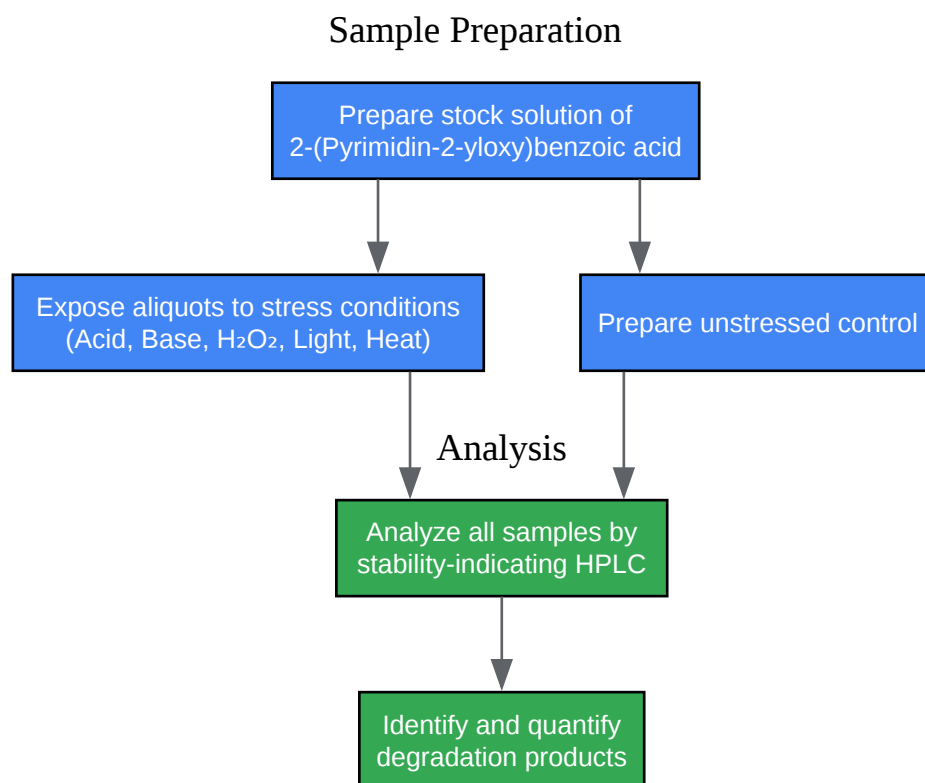 Sample Preparation
Prepare stock solution of
2-(Pyrimidin-2-yloxy)benzoic acid
Expose aliquots to stress conditions
(Acid, Base, H₂O₂, Light, Heat)
Prepare unstressed control
Analysis
Analyze all samples by
stability-indicating HPLC
Identify and quantify
degradation products